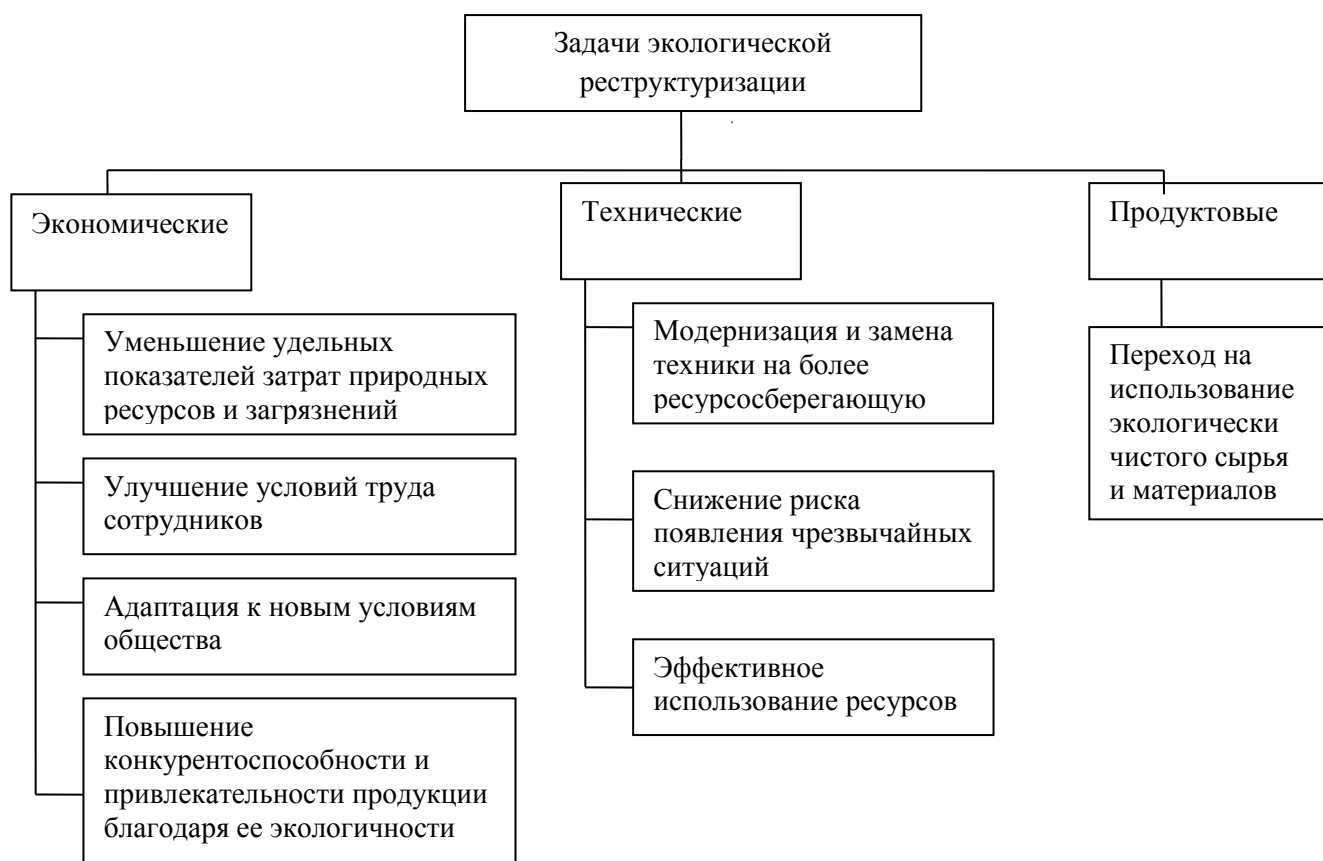 Задачи экологической
реструктуризации
Экономические
Уменьшение удельных
показателей затрат природных
ресурсов и загрязнений
Улучшение условий труда
сотрудников
Адаптация к новым условиям
общества
Повышение
конкурентоспособности и
привлекательности продукции
благодаря ее экологичности
Технические
Модернизация и замена
техники на более
ресурсосберегающую
Снижение риска
появления чрезвычайных
ситуаций
Эффективное
использование ресурсов
Продуктовые
Переход на
использование
экологически
чистого сырья
и материалов